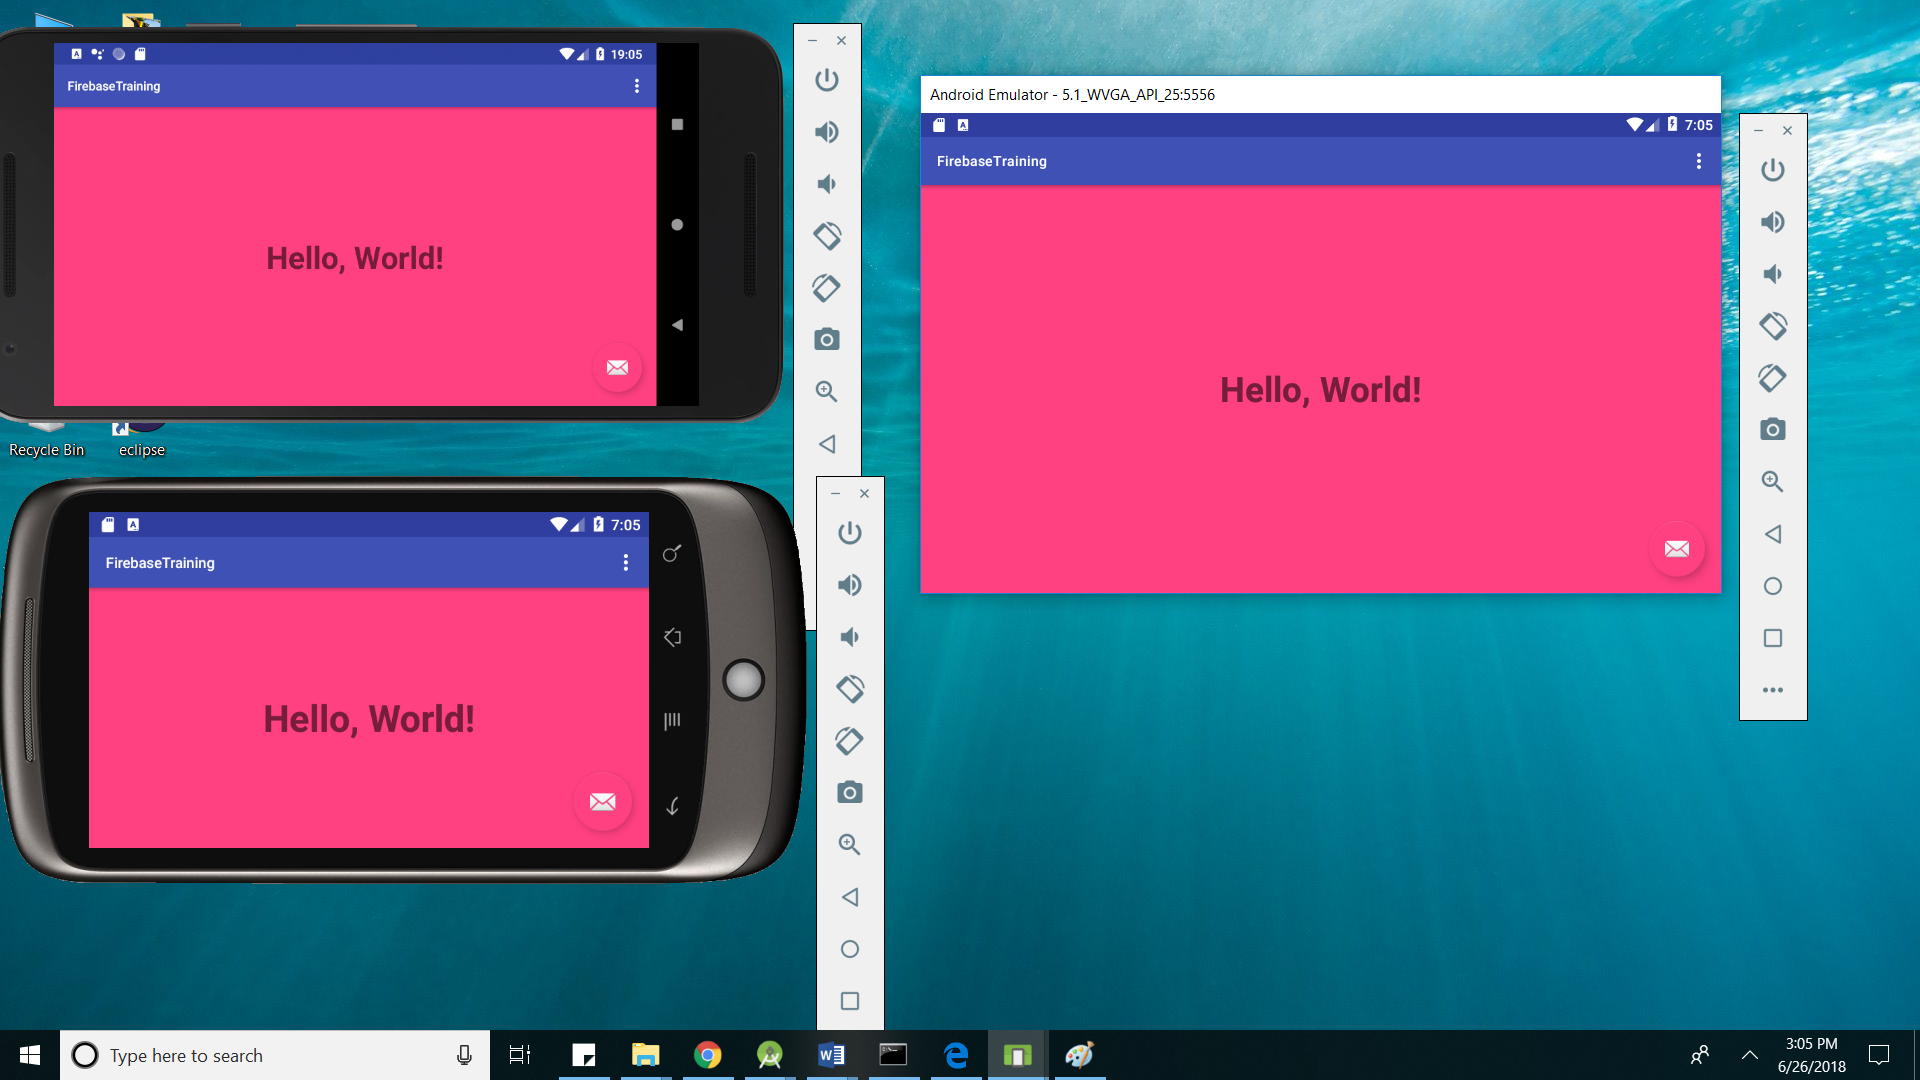 19:05
FirebaseTraining
Hello, World!
Recycle Bin
eclipse
7:05
FirebaseTraining
Hello, World!
Android Emulator - 5.1_WVGA_API_25:5556
7:05
FirebaseTraining
Hello, World!
Type here to search
3:05 PM
6/26/2018